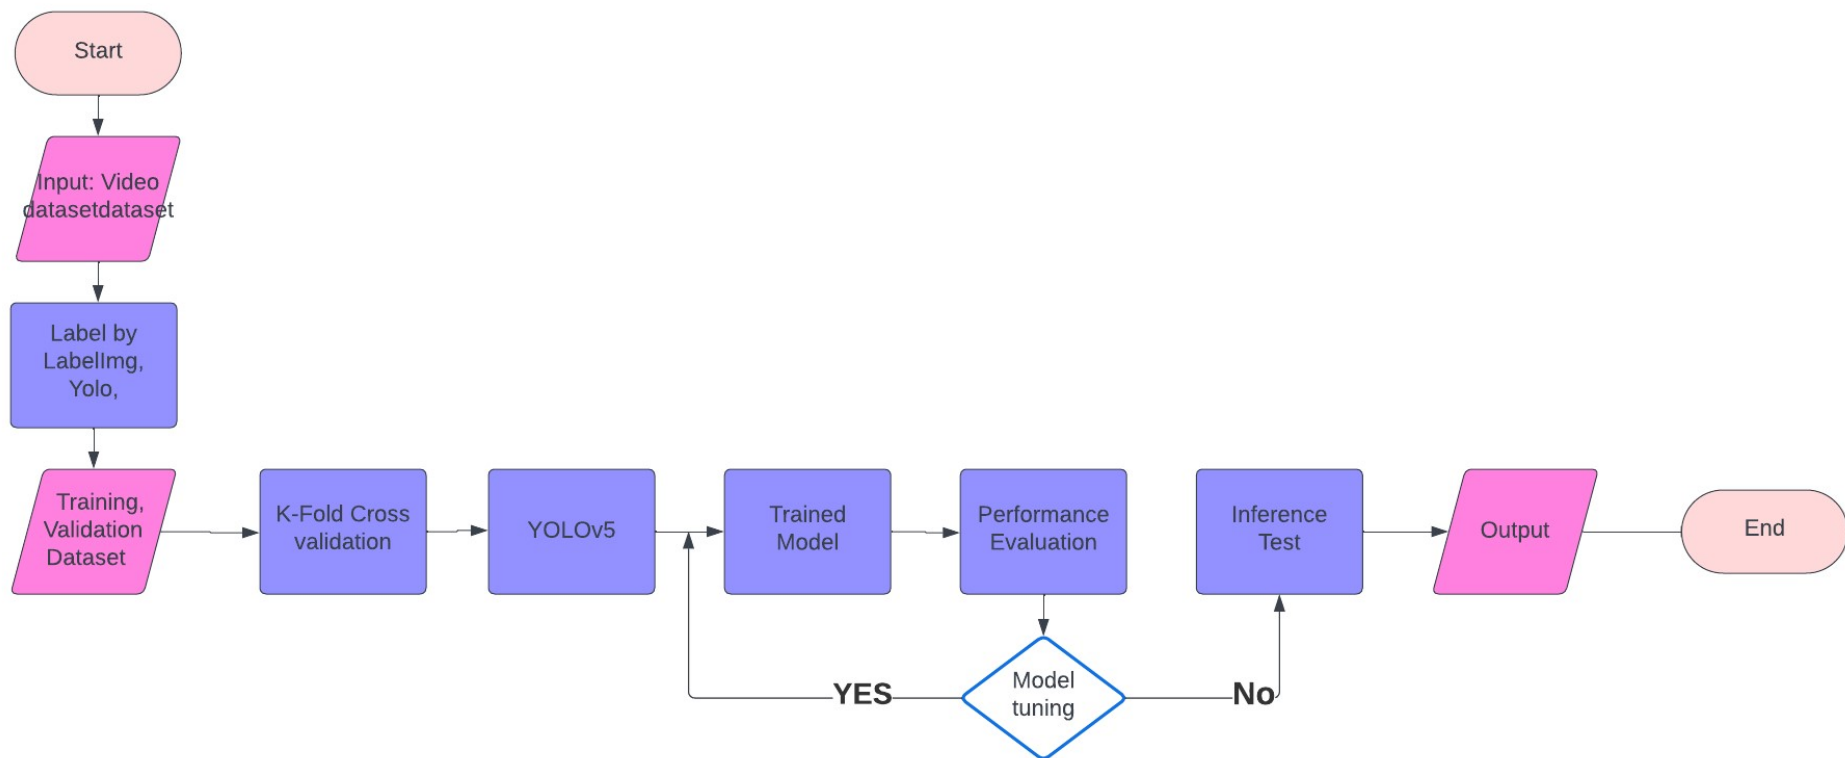 Start
Input: Video
datasetdataset
Label by
LabelImg,
Yolo,
Training,
Validation
Dataset
K-Fold Cross
validation
YOLOv5
Trained
Model
Performance
Evaluation
Model
tuning
YES
No
Inference
Test
Output
End